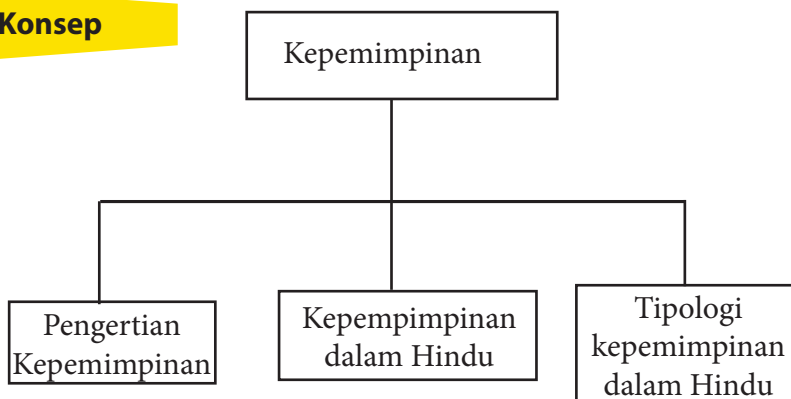 Konsep
Kepemimpinan
Pengertian
Kepemimpinan
Kepempimpinan
dalam Hindu
Tipologi
kepemimpinan
dalam Hindu